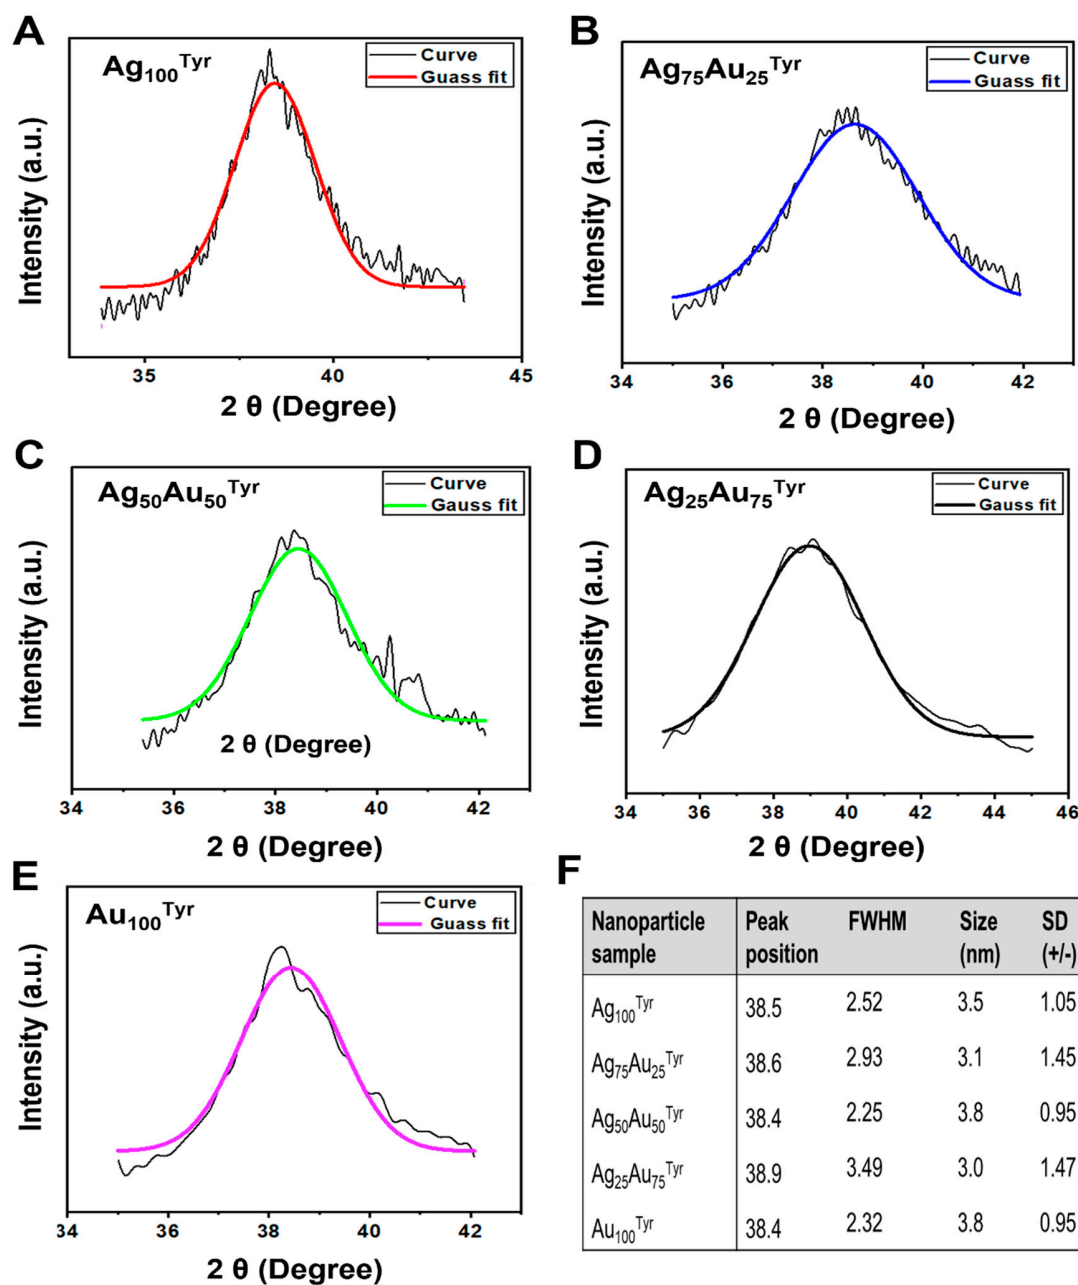 A
Ag100Tyr
Curve
Guass fit
Intensity (a.u.)
35 40 45
2 θ (Degree)
B
Ag75Au25Tyr
Curve
Guass fit
Intensity (a.u.)
34 36 38 40 42
2 θ (Degree)
C
Ag50Au50Tyr
Curve
Gauss fit
Intensity (a.u.)
2 θ (Degree)
34 36 38 40 42
2 θ (Degree)
D
Ag25Au75Tyr
Curve
Gauss fit
Intensity (a.u.)
34 36 38 40 42 44 46
2 θ (Degree)
E
Au100Tyr
Curve
Guass fit
Intensity (a.u.)
34 36 38 40 42
2 θ (Degree)
F
Nanoparticle sample Peak position FWHM Size (nm) SD (+/-)
Ag100Tyr 38.5 2.52 3.5 1.05
Ag75Au25Tyr 38.6 2.93 3.1 1.45
Ag50Au50Tyr 38.4 2.25 3.8 0.95
Ag25Au75Tyr 38.9 3.49 3.0 1.47
Au100Tyr 38.4 2.32 3.8 0.95